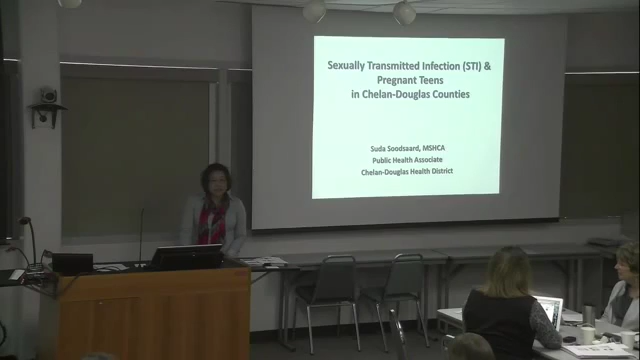 Sexually Transmitted Infection (STI) &
Pregnant Teens
in Chelan-Douglas Counties
Suda Soodsaard, MSHCA
Public Health Associate
Chelan-Douglas Health District